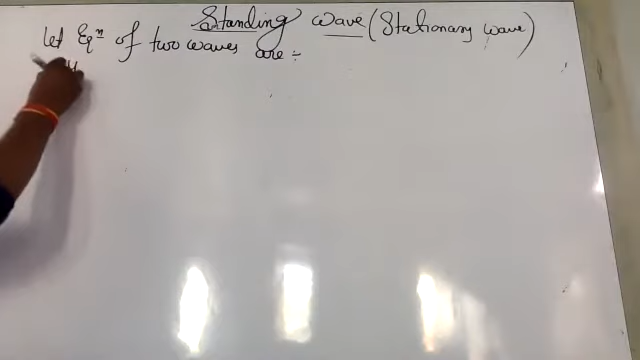 Standing wave (Stationary wave)
Let Eqⁿ of two waves are :-
y